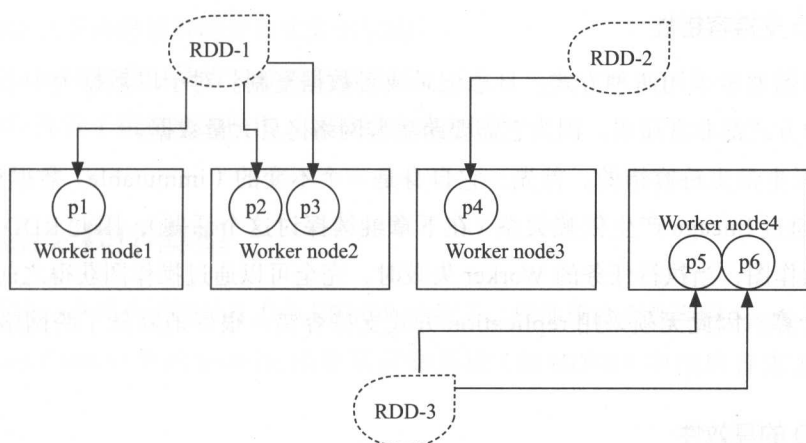 RDD-1
RDD-2
p1
p2
p3
p4
Worker node1
Worker node2
Worker node3
Worker node4
p5
p6
RDD-3